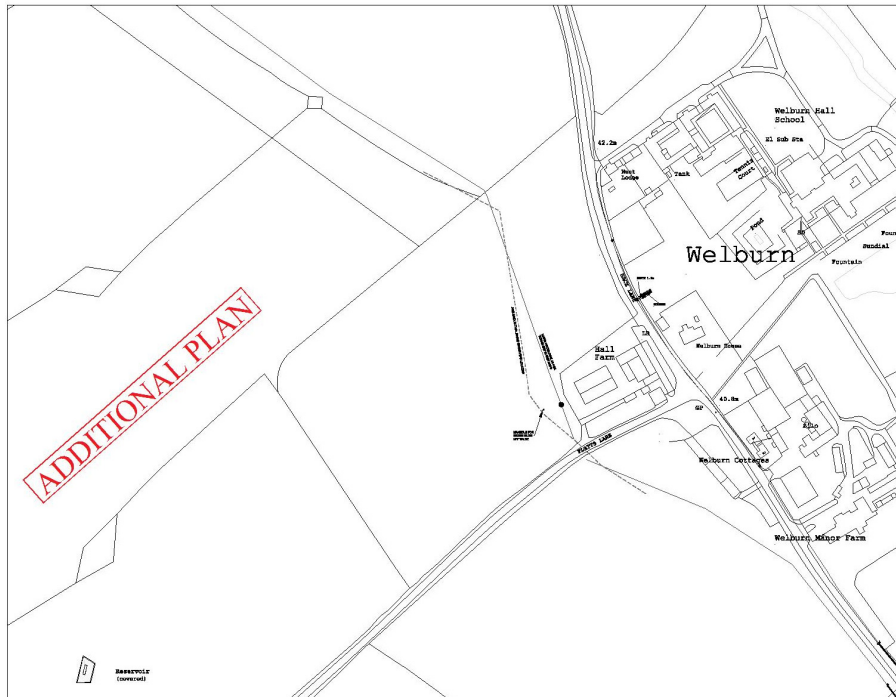 Welburn Hall
School
El Sub Sta
42.2m
West
Lodge
Tank
Tennis
Court
Pond
Sundial
Fountain
Welburn
ADDITIONAL PLAN
LB
Welburn House
Hall
Farm
40.8m
GP
Silo
FLATTS LANE
Welburn Cottages
Welburn Manor Farm
Reservoir
(covered)